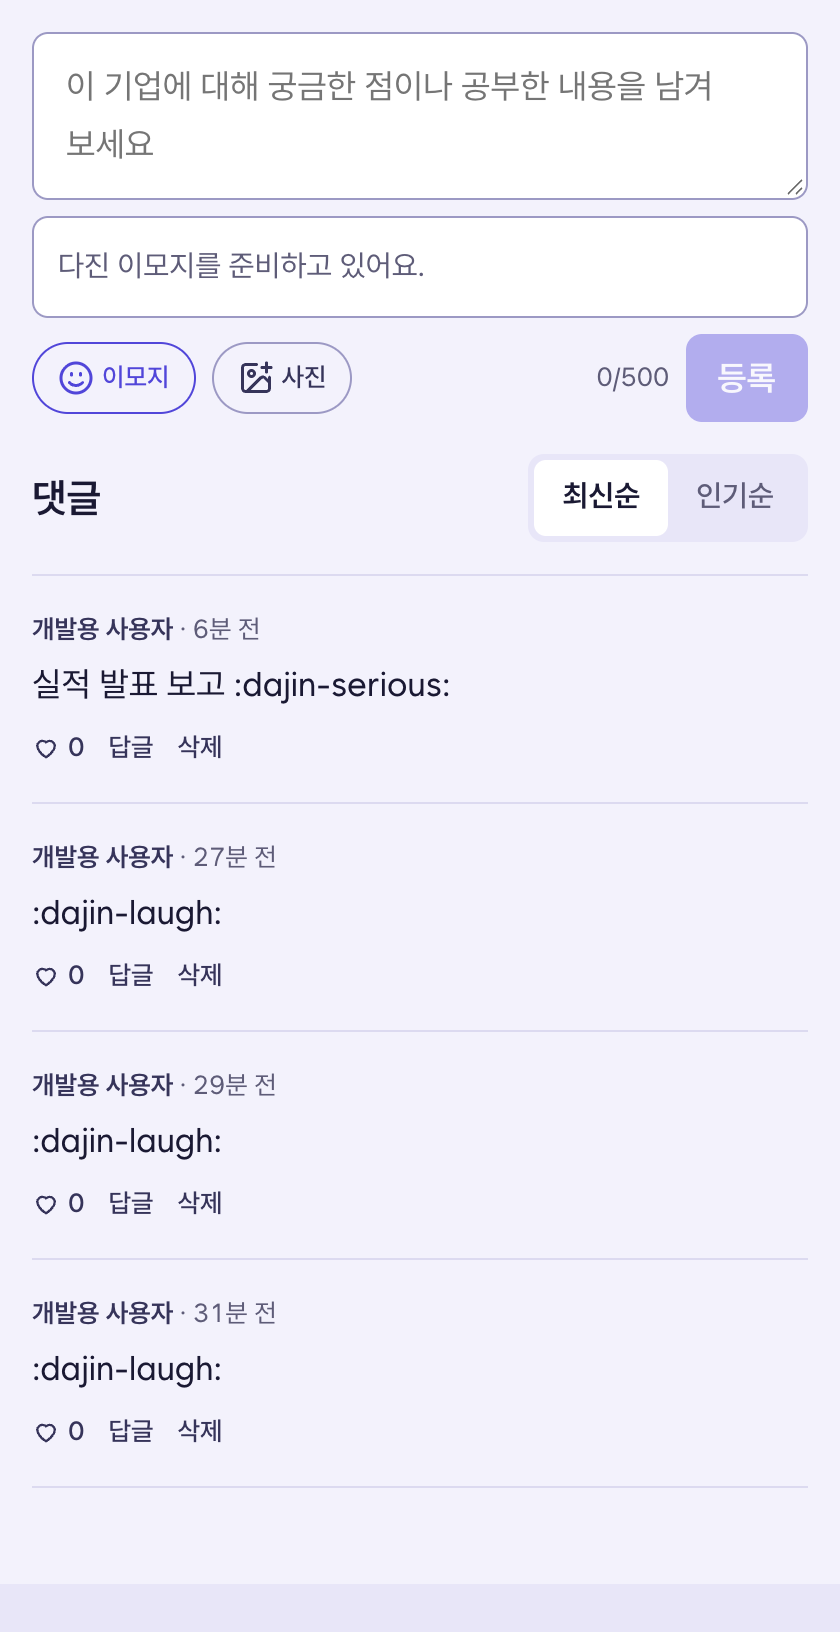 이 기업에 대해 궁금한 점이나 공부한 내용을 남겨
보세요
다진 이모지를 준비하고 있어요.
이모지 사진 0/500 등록
댓글 최신순 인기순
개발용 사용자 · 6분 전
실적 발표 보고 :dajin-serious:
0 답글 삭제
개발용 사용자 · 27분 전
:dajin-laugh:
0 답글 삭제
개발용 사용자 · 29분 전
:dajin-laugh:
0 답글 삭제
개발용 사용자 · 31분 전
:dajin-laugh:
0 답글 삭제